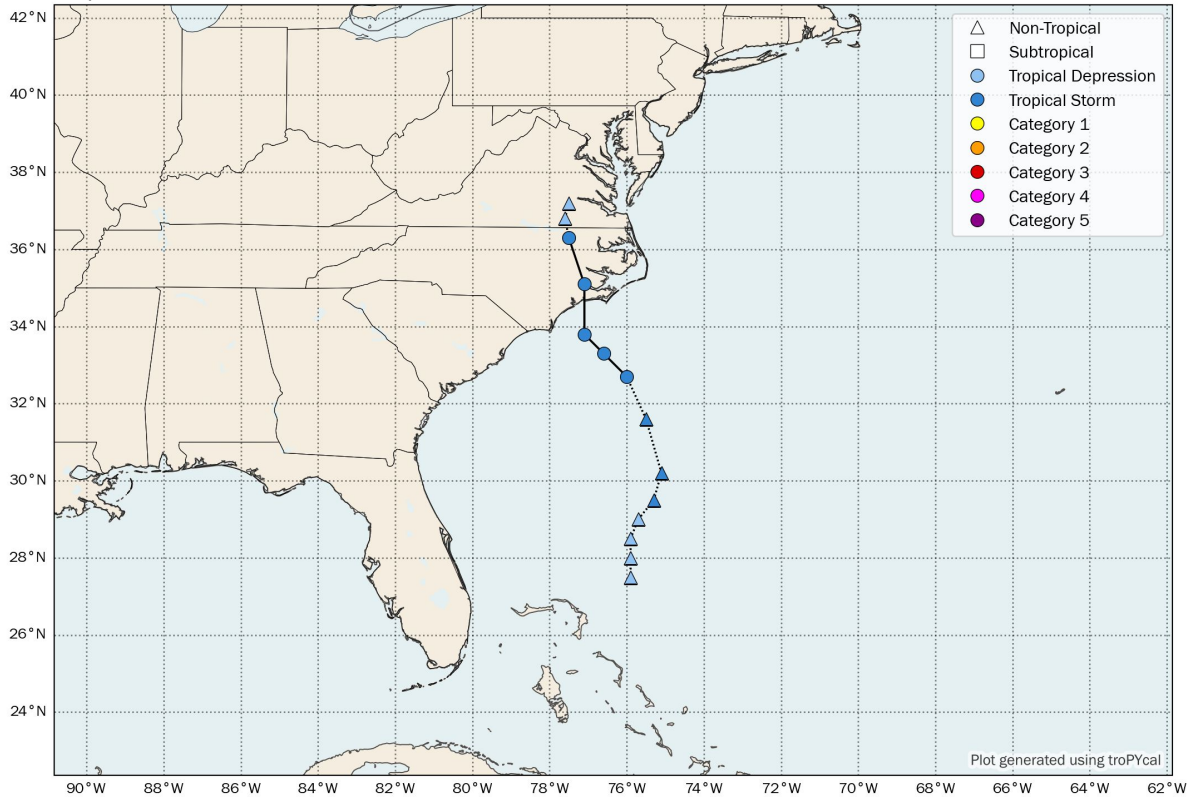 Non-Tropical
Subtropical
Tropical Depression
Tropical Storm
Category 1
Category 2
Category 3
Category 4
Category 5
42°N
40°N
38°N
36°N
34°N
32°N
30°N
28°N
26°N
24°N
Plot generated using troPYcal
90°W 88°W 86°W 84°W 82°W 80°W 78°W 76°W 74°W 72°W 70°W 68°W 66°W 64°W 62°W